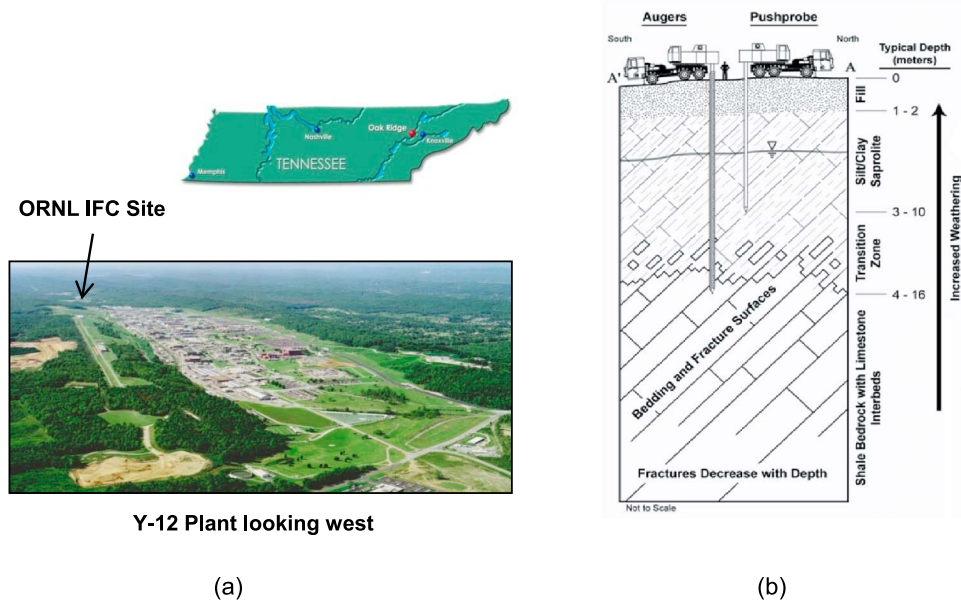 Nashville
Oak Ridge
Knoxville
TENNESSEE
Memphis
ORNL IFC Site
Y-12 Plant looking west
(a)
Augers
Pushprobe
South
North
A'
A
Typical Depth
(meters)
0
Fill
1 - 2
Silt/Clay
Saprolite
3 - 10
Transition
Zone
4 - 16
Shale Bedrock with Limestone
Interbeds
Increased Weathering
Bedding and Fracture Surfaces
Fractures Decrease with Depth
Not to Scale
(b)